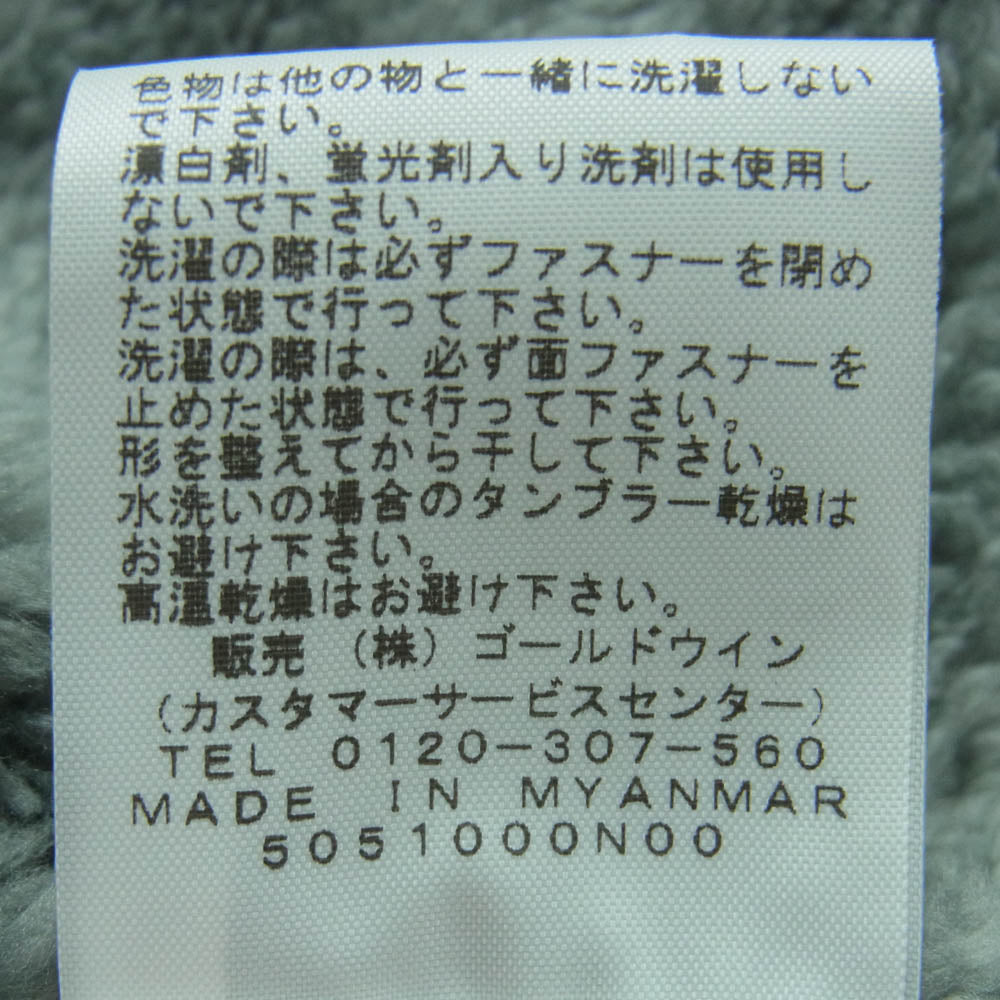 色物は他の物と一緒に洗濯しない
で下さい。
漂白剤、蛍光剤入り洗剤は使用し
ないで下さい。
洗濯の際は必ずファスナーを閉め
た状態で行って下さい。
洗濯の際は、必ず面ファスナーを
止めた状態で行って下さい。
形を整えてから干して下さい。
水洗いの場合のタンブラー乾燥は
お避け下さい。
高温乾燥はお避け下さい。
販売 (株)ゴールドウイン
(カスタマーサービスセンター)
TEL 0120-307-560
MADE IN MYANMAR
5051000N00